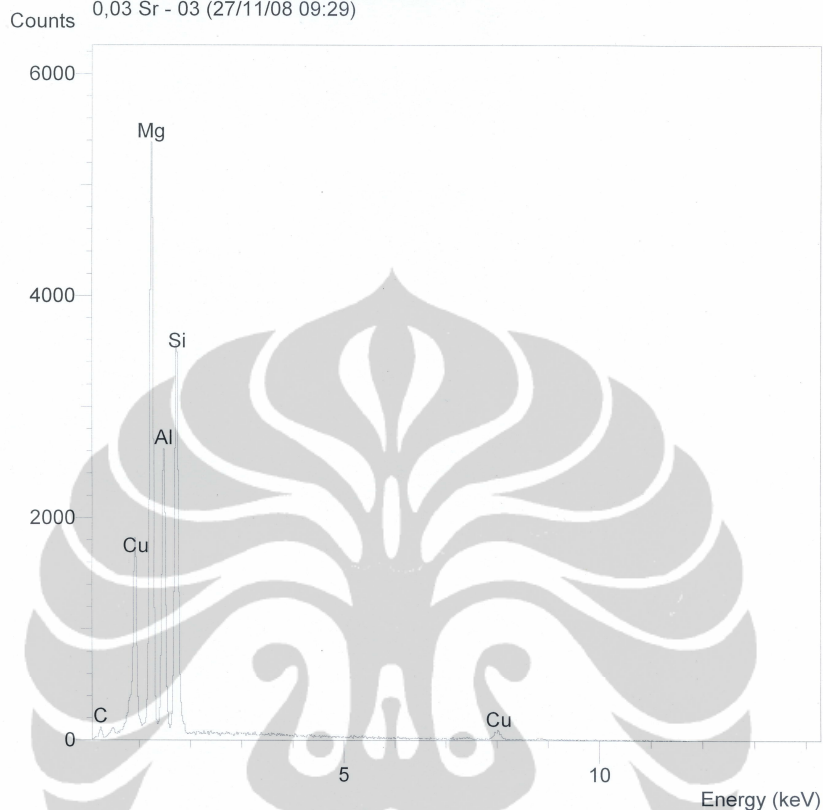 0,03 Sr - 03 (27/11/08 09:29)
Counts
6000
Mg
4000
Si
Al
2000
Cu
C
Cu
0
5
10
Energy (keV)